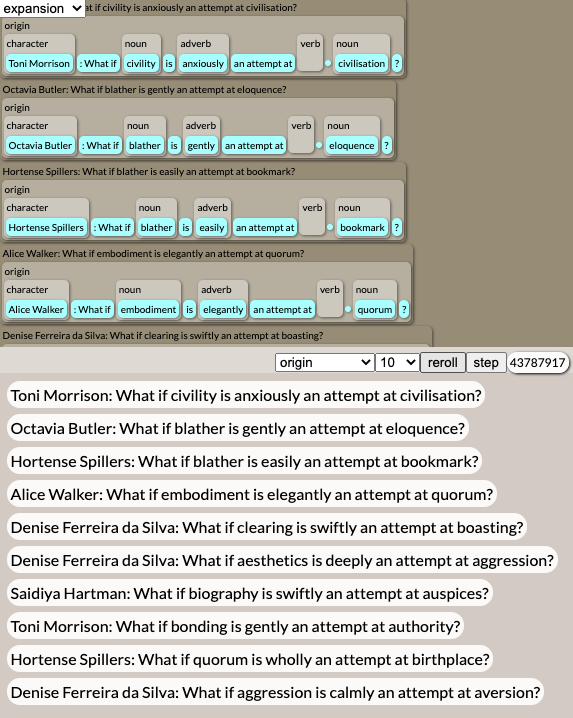 expansion
at if civility is anxiously an attempt at civilisation?
origin
character noun adverb verb noun
Toni Morrison : What if civility is anxiously an attempt at civilisation ?
Octavia Butler: What if blather is gently an attempt at eloquence?
origin
character noun adverb verb noun
Octavia Butler : What if blather is gently an attempt at eloquence ?
Hortense Spillers: What if blather is easily an attempt at bookmark?
origin
character noun adverb verb noun
Hortense Spillers : What if blather is easily an attempt at bookmark ?
Alice Walker: What if embodiment is elegantly an attempt at quorum?
origin
character noun adverb verb noun
Alice Walker : What if embodiment is elegantly an attempt at quorum ?
Denise Ferreira da Silva: What if clearing is swiftly an attempt at boasting?
origin 10 reroll step 43787917
Toni Morrison: What if civility is anxiously an attempt at civilisation?
Octavia Butler: What if blather is gently an attempt at eloquence?
Hortense Spillers: What if blather is easily an attempt at bookmark?
Alice Walker: What if embodiment is elegantly an attempt at quorum?
Denise Ferreira da Silva: What if clearing is swiftly an attempt at boasting?
Denise Ferreira da Silva: What if aesthetics is deeply an attempt at aggression?
Saidiya Hartman: What if biography is swiftly an attempt at auspices?
Toni Morrison: What if bonding is gently an attempt at authority?
Hortense Spillers: What if quorum is wholly an attempt at birthplace?
Denise Ferreira da Silva: What if aggression is calmly an attempt at aversion?